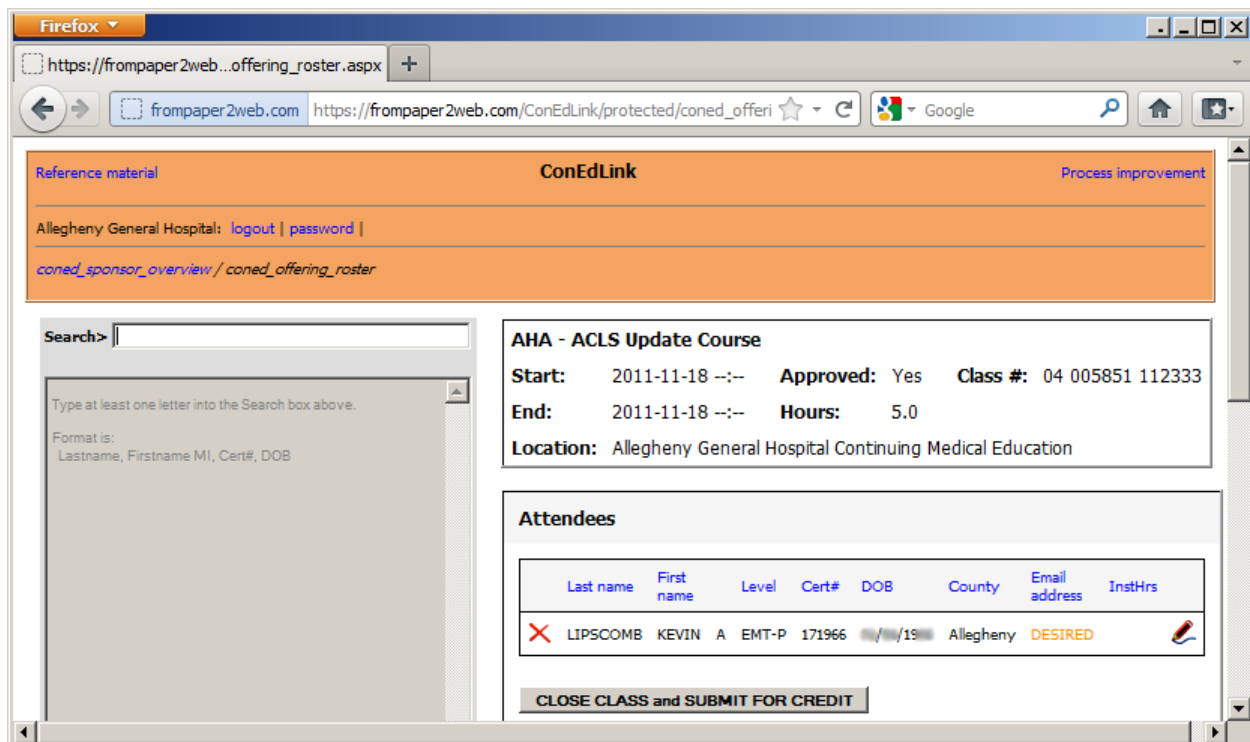 Firefox
https://frompaper2web...offering_roster.aspx +
frompaper2web.com https://frompaper2web.com/ConEdLink/protected/coned_offeri Google
Reference material ConEdLink Process improvement
Allegheny General Hospital: logout | password |
coned_sponsor_overview / coned_offering_roster
Search>
Type at least one letter into the Search box above.
Format is:
Lastname, Firstname MI, Cert#, DOB
AHA - ACLS Update Course
Start: 2011-11-18 --:-- Approved: Yes Class #: 04 005851 112333
End: 2011-11-18 --:-- Hours: 5.0
Location: Allegheny General Hospital Continuing Medical Education
Attendees
Last name First name Level Cert# DOB County Email address InstHrs
LIPSCOMB KEVIN A EMT-P 171966 / /19 Allegheny DESIRED
CLOSE CLASS and SUBMIT FOR CREDIT